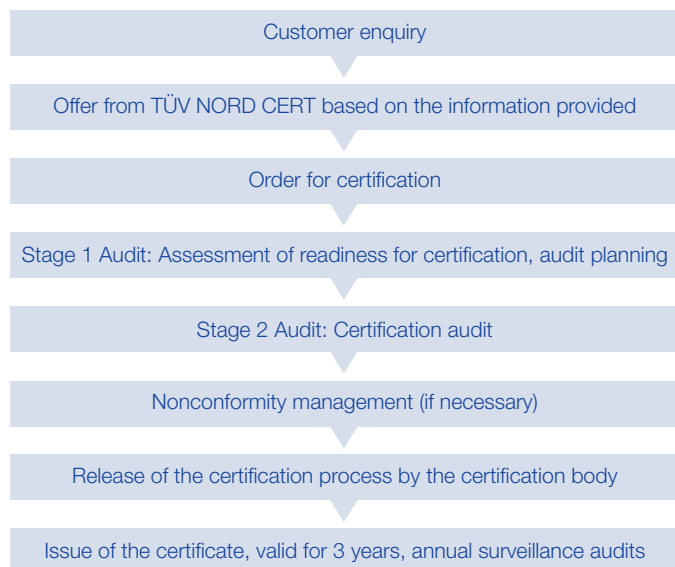 Customer enquiry
Offer from TÜV NORD CERT based on the information provided
Order for certification
Stage 1 Audit: Assessment of readiness for certification, audit planning
Stage 2 Audit: Certification audit
Nonconformity management (if necessary)
Release of the certification process by the certification body
Issue of the certificate, valid for 3 years, annual surveillance audits